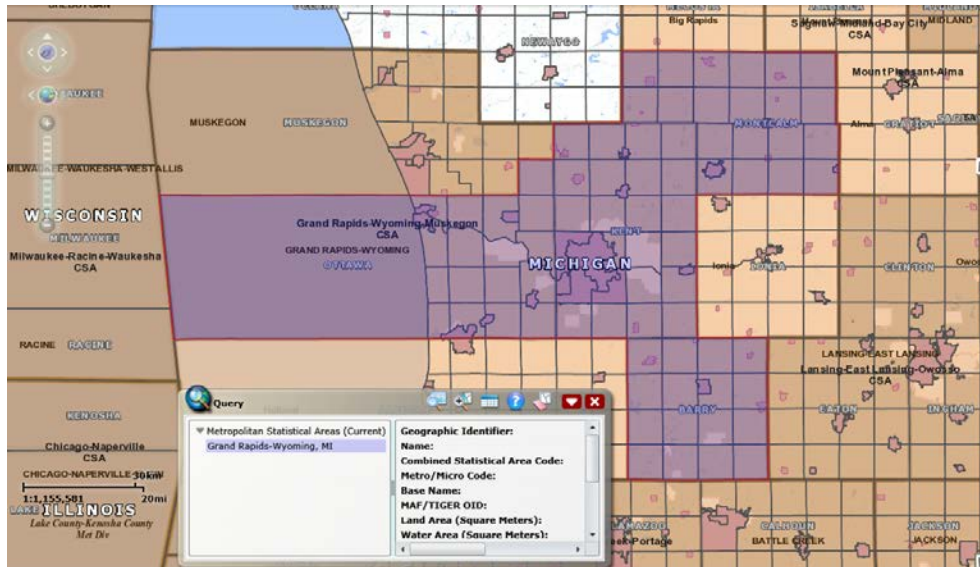 Big Rapids
MIDLAND
Saginaw-Midland-Bay City
CSA
NEWAYGO
Mount Pleasant-Alma
CSA
MUSKEGON
MUSKEGON
MONTCALM
Alma
GRATIOT
MILWAUKEE-WAUKESHA-WEST ALLIS
WISCONSIN
MILWAUKEE
Milwaukee-Racine-Waukesha
CSA
Grand Rapids-Wyoming-Muskegon
CSA
GRAND RAPIDS-WYOMING
OTTAWA
KENT
MICHIGAN
Ionia
IONIA
CLINTON
RACINE
RACINE
LANSING-EAST LANSING
Lansing-East Lansing-Owosso
CSA
BARRY
EATON
INGHAM
KENOSHA
Chicago-Naperville
CSA
30km
1:1,155,581
20mi
ILLINOIS
Lake County-Kenosha County
Met Div
Query
Metropolitan Statistical Areas (Current)
Grand Rapids-Wyoming, MI
Geographic Identifier:
Name:
Combined Statistical Area Code:
Metro/Micro Code:
Base Name:
MAF/TIGER OID:
Land Area (Square Meters):
Water Area (Square Meters):
CALHOUN
BATTLE CREEK
JACKSON
JACKSON